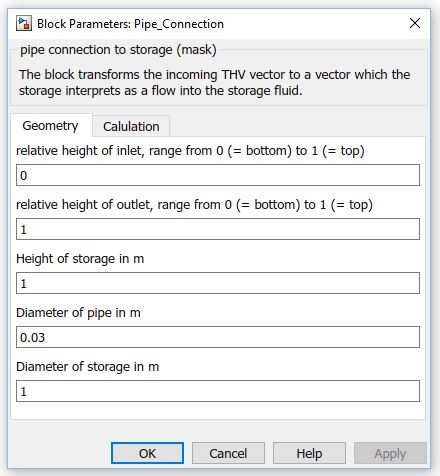 Block Parameters: Pipe_Connection
pipe connection to storage (mask)
The block transforms the incoming THV vector to a vector which the
storage interprets as a flow into the storage fluid.
Geometry Calulation
relative height of inlet, range from 0 (= bottom) to 1 (= top)
0
relative height of outlet, range from 0 (= bottom) to 1 (= top)
1
Height of storage in m
1
Diameter of pipe in m
0.03
Diameter of storage in m
1
OK Cancel Help Apply